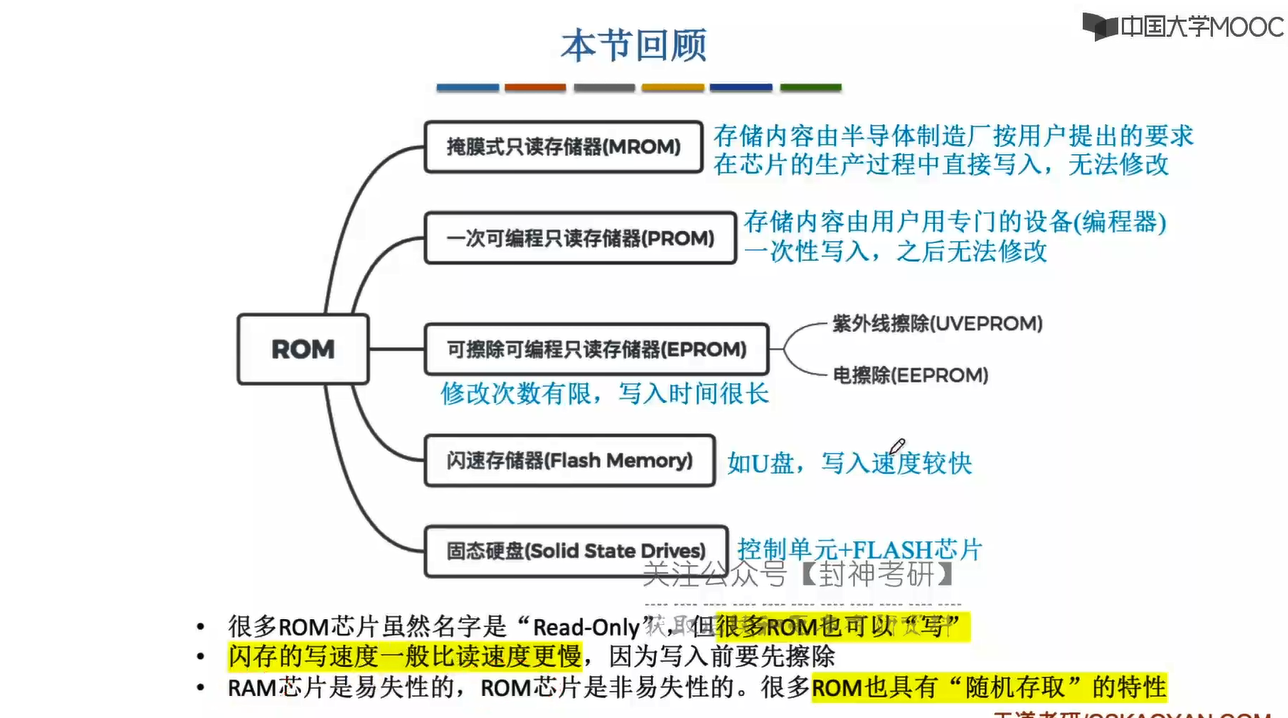 中国大学MOOC
本节回顾
掩膜式只读存储器(MROM)
存储内容由半导体制造厂按用户提出的要求
在芯片的生产过程中直接写入，无法修改
一次可编程只读存储器(PROM)
存储内容由用户用专门的设备(编程器)
一次性写入，之后无法修改
ROM
可擦除可编程只读存储器(EPROM)
紫外线擦除(UVEPROM)
电擦除(EEPROM)
修改次数有限，写入时间很长
闪速存储器(Flash Memory)
如U盘，写入速度较快
固态硬盘(Solid State Drives)
控制单元+FLASH芯片
关注公众号【封神考研】
• 很多ROM芯片虽然名字是“Read-Only”，但很多ROM也可以“写”
• 闪存的写速度一般比读速度更慢，因为写入前要先擦除
• RAM芯片是易失性的，ROM芯片是非易失性的。很多ROM也具有“随机存取”的特性
王道考研/CSKAOYAN.COM